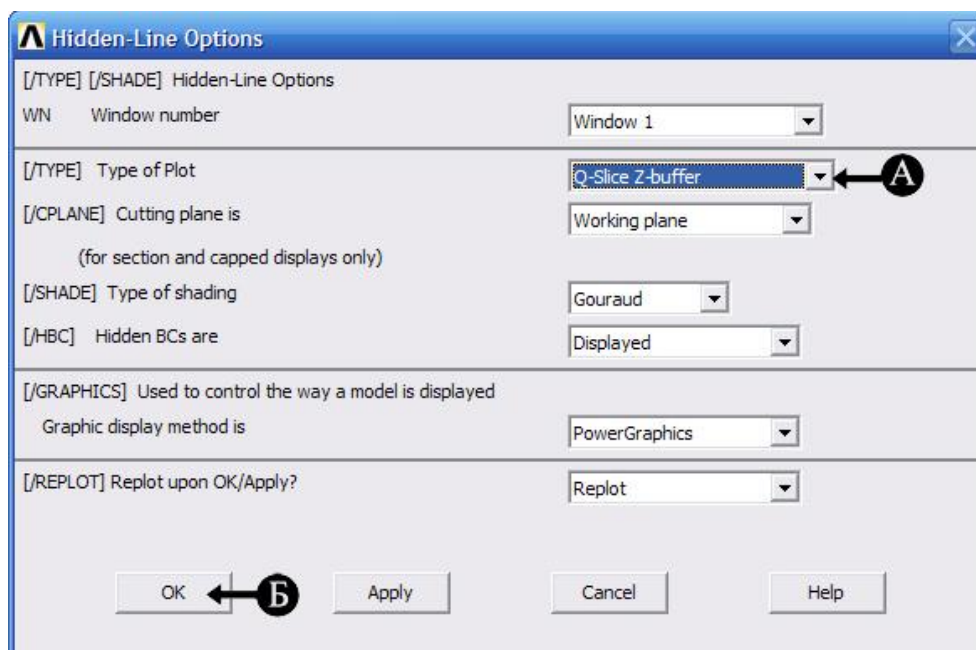 Hidden-Line Options
[/TYPE] [/SHADE] Hidden-Line Options
WN Window number Window 1
[/TYPE] Type of Plot Q-Slice Z-buffer А
[/CPLANE] Cutting plane is Working plane
(for section and capped displays only)
[/SHADE] Type of shading Gouraud
[/HBC] Hidden BCs are Displayed
[/GRAPHICS] Used to control the way a model is displayed
Graphic display method is PowerGraphics
[/REPLOT] Replot upon OK/Apply? Replot
OK Б Apply Cancel Help